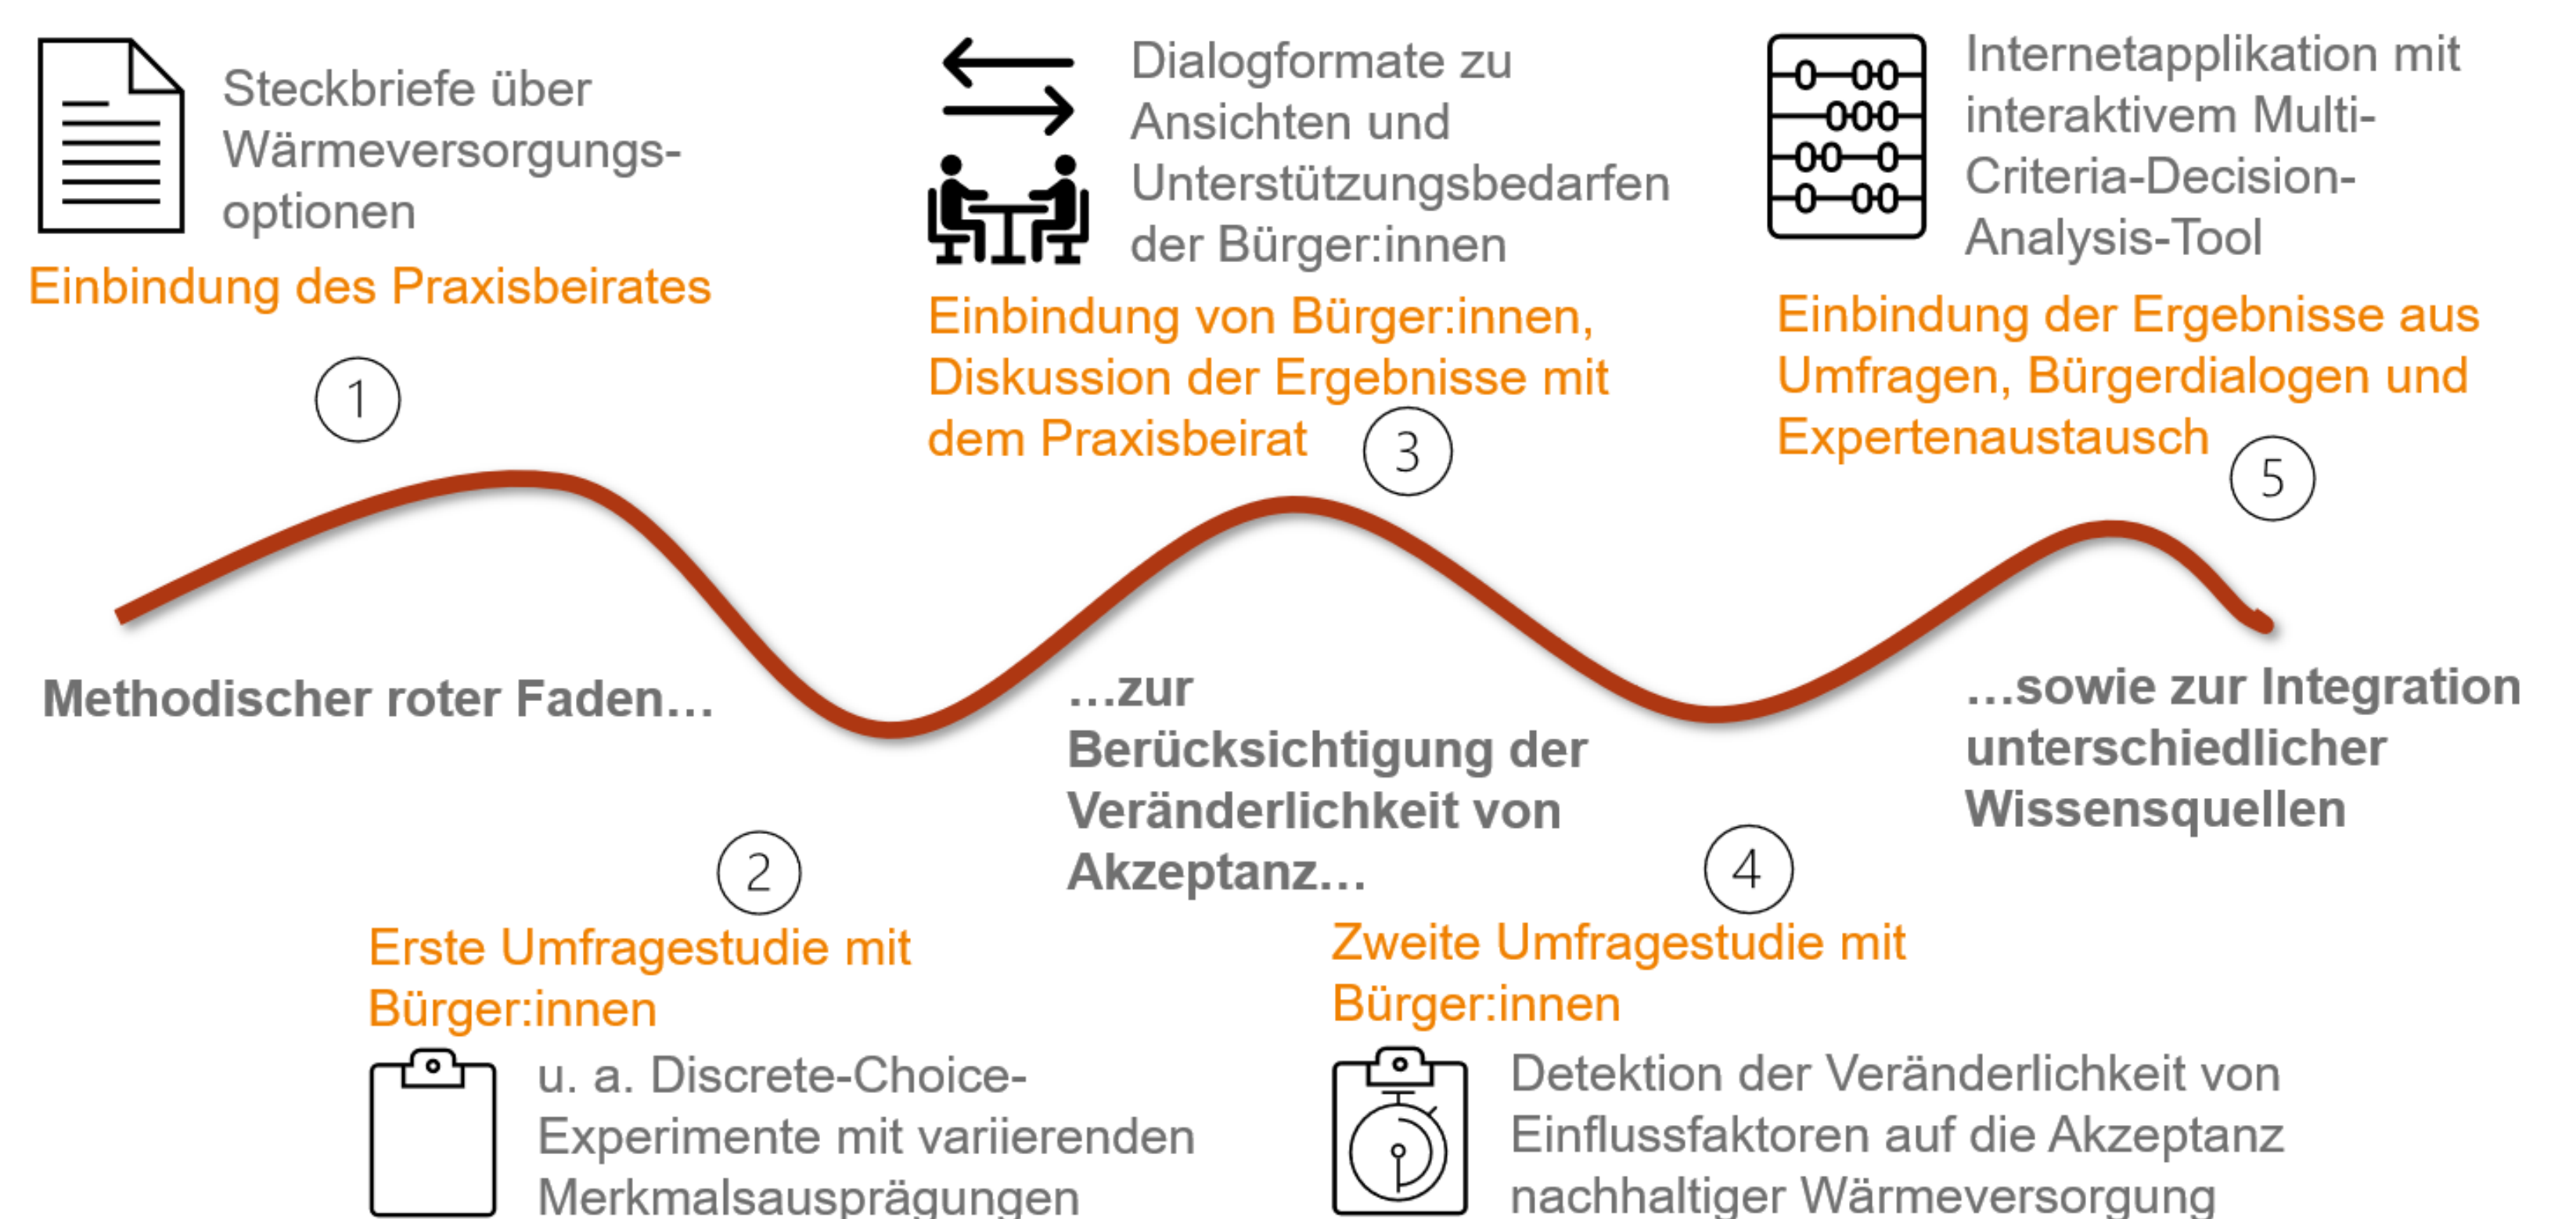 Steckbriefe über
Wärmeversorgungs-
optionen
Einbindung des Praxisbeirates
1
Dialogformate zu
Ansichten und
Unterstützungsbedarfen
der Bürger:innen
Einbindung von Bürger:innen,
Diskussion der Ergebnisse mit
dem Praxisbeirat
3
Internetapplikation mit
interaktivem Multi-
Criteria-Decision-
Analysis-Tool
Einbindung der Ergebnisse aus
Umfragen, Bürgerdialogen und
Expertenaustausch
5
Methodischer roter Faden...
...zur
Berücksichtigung der
Veränderlichkeit von
Akzeptanz...
...sowie zur Integration
unterschiedlicher
Wissensquellen
2
Erste Umfragestudie mit
Bürger:innen
u. a. Discrete-Choice-
Experimente mit variierenden
Merkmalsausprägungen
4
Zweite Umfragestudie mit
Bürger:innen
Detektion der Veränderlichkeit von
Einflussfaktoren auf die Akzeptanz
nachhaltiger Wärmeversorgung